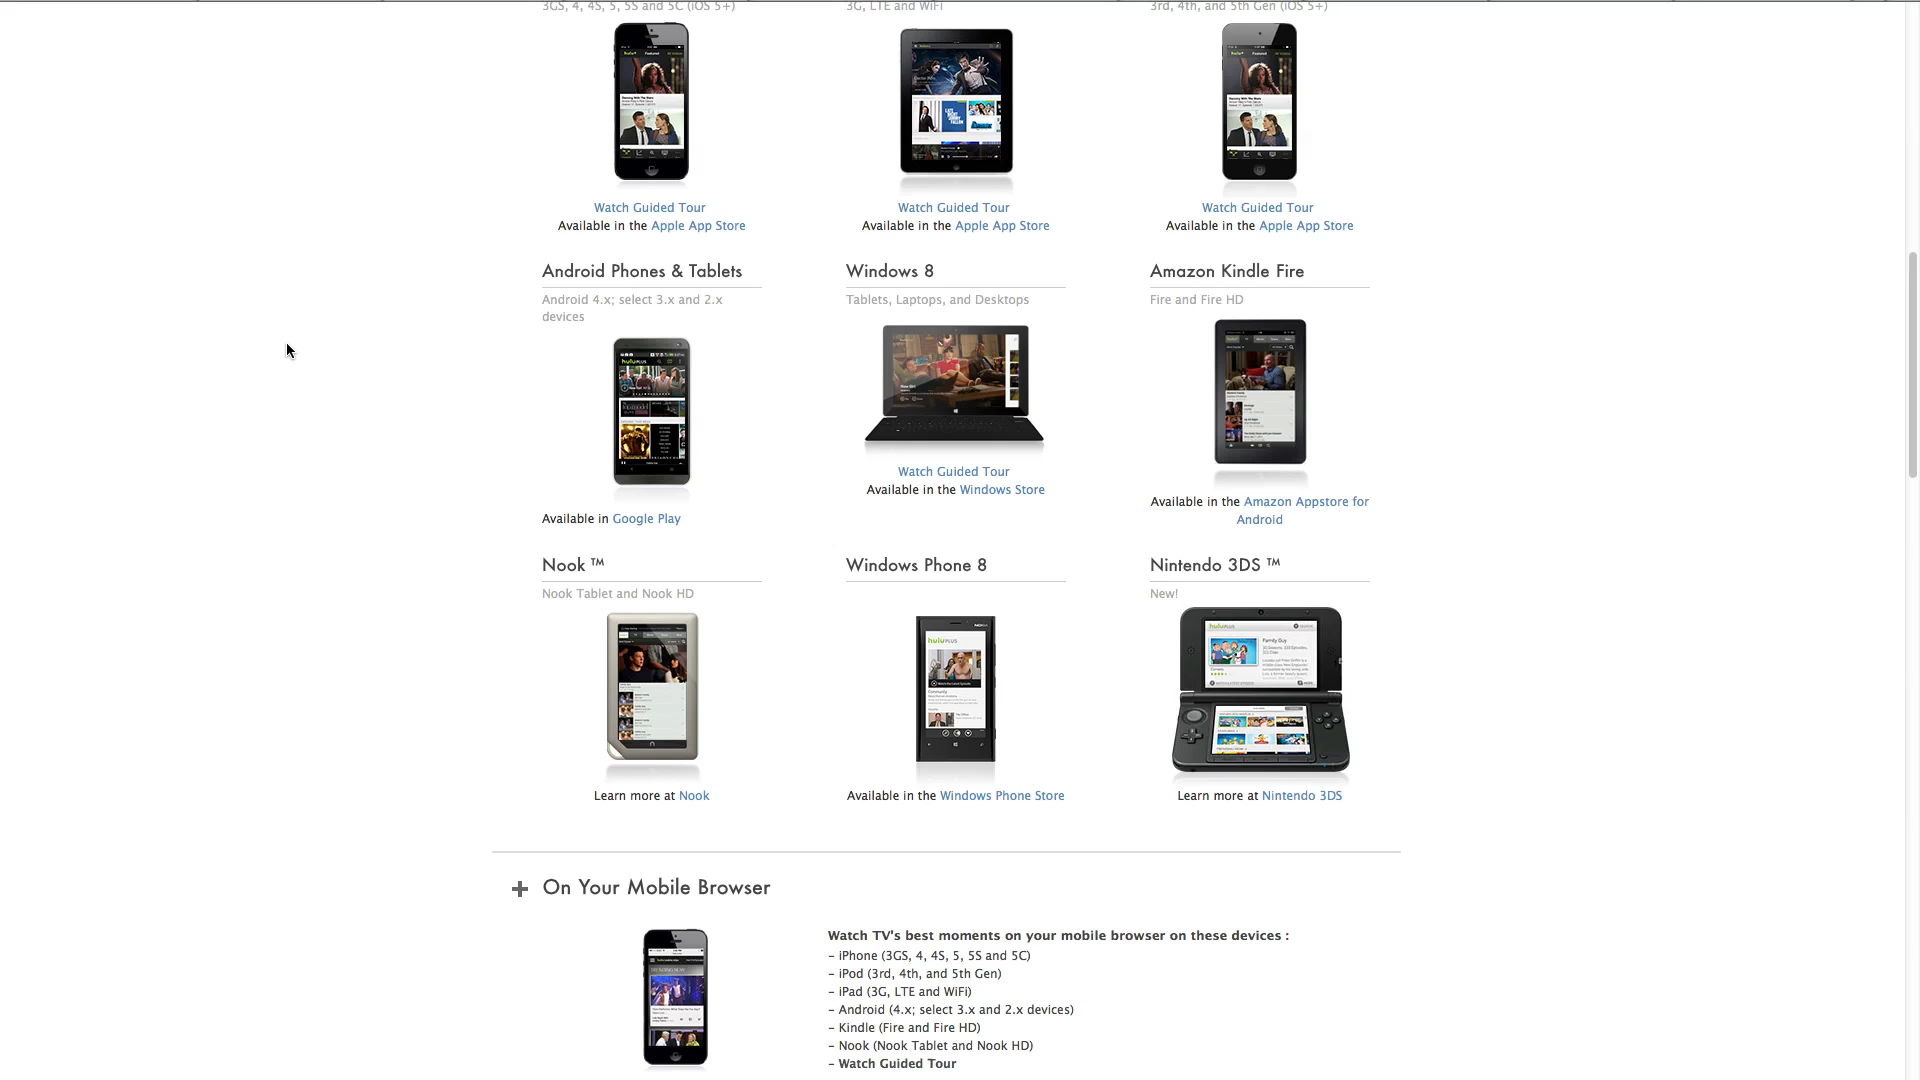 3GS, 4, 4S, 5, 5S and 5C (iOS 5+)
3G, LTE and WiFi
3rd, 4th, and 5th Gen (iOS 5+)
Watch Guided Tour
Available in the Apple App Store
Watch Guided Tour
Available in the Apple App Store
Watch Guided Tour
Available in the Apple App Store
Android Phones & Tablets
Android 4.x; select 3.x and 2.x
devices
huluPLUS
Available in Google Play
Windows 8
Tablets, Laptops, and Desktops
Watch Guided Tour
Available in the Windows Store
Amazon Kindle Fire
Fire and Fire HD
Available in the Amazon Appstore for
Android
Nook ™
Nook Tablet and Nook HD
Learn more at Nook
Windows Phone 8
NOKIA
huluPLUS
Community
Available in the Windows Phone Store
Nintendo 3DS ™
New!
huluPLUS
Family Guy
Learn more at Nintendo 3DS
+ On Your Mobile Browser
Watch TV's best moments on your mobile browser on these devices :
– iPhone (3GS, 4, 4S, 5, 5S and 5C)
– iPod (3rd, 4th, and 5th Gen)
– iPad (3G, LTE and WiFi)
– Android (4.x; select 3.x and 2.x devices)
– Kindle (Fire and Fire HD)
– Nook (Nook Tablet and Nook HD)
– Watch Guided Tour